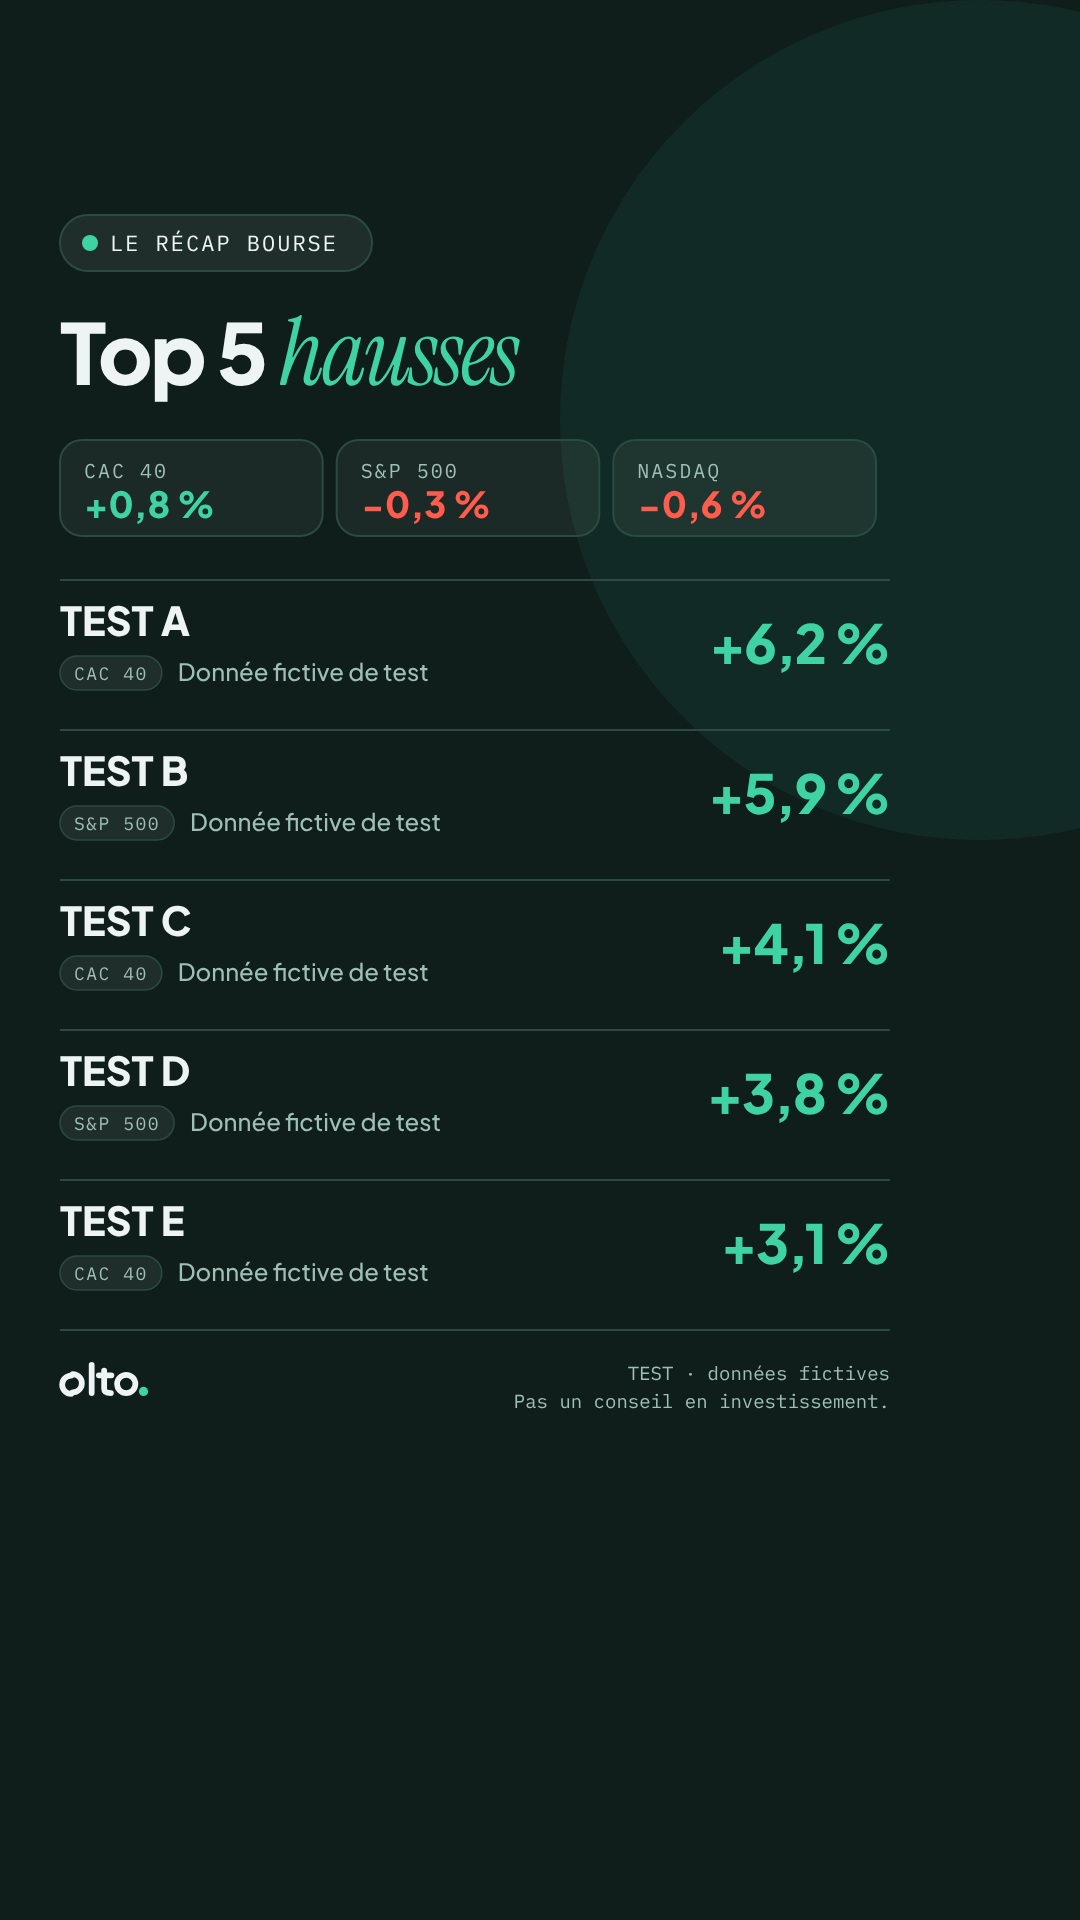 LE RÉCAP BOURSE
Top 5 hausses
CAC 40 S&P 500 NASDAQ
+0,8 % −0,3 % −0,6 %
TEST A
+6,2 %
CAC 40 Donnée fictive de test
TEST B
+5,9 %
S&P 500 Donnée fictive de test
TEST C
+4,1 %
CAC 40 Donnée fictive de test
TEST D
+3,8 %
S&P 500 Donnée fictive de test
TEST E
+3,1 %
CAC 40 Donnée fictive de test
olto.
TEST · données fictives
Pas un conseil en investissement.